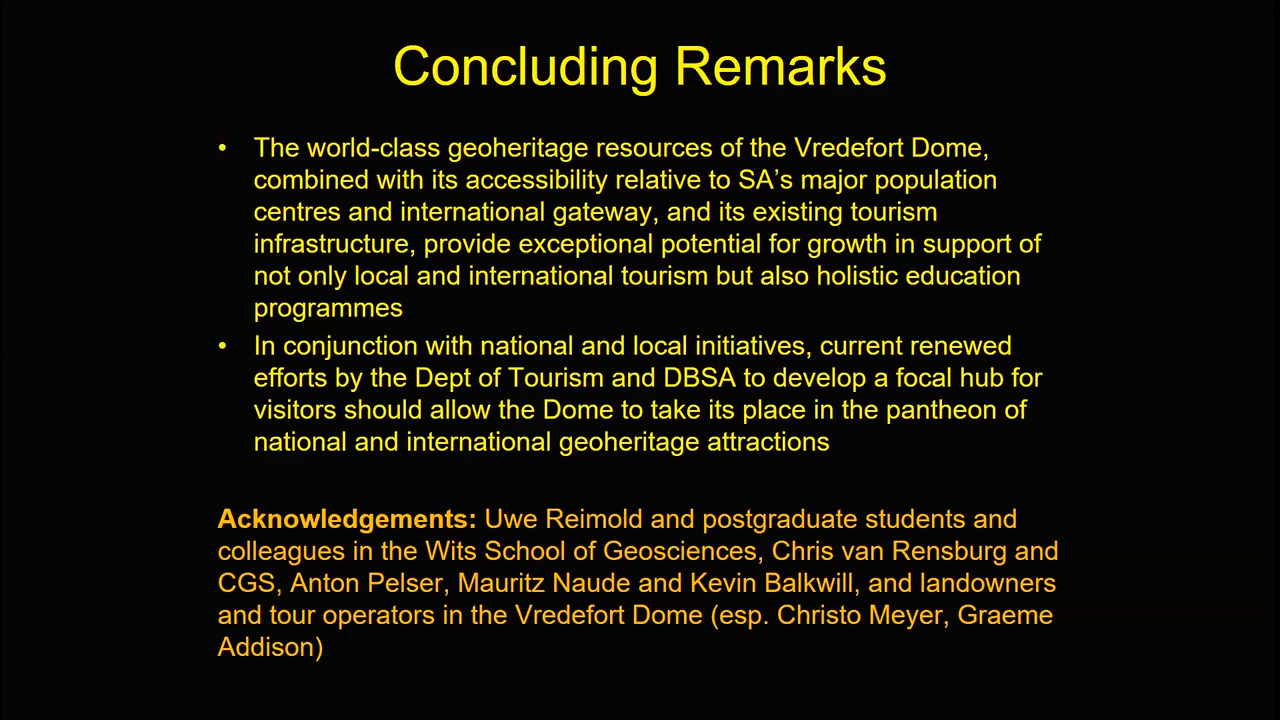 Concluding Remarks
• The world-class geoheritage resources of the Vredefort Dome,
combined with its accessibility relative to SA’s major population
centres and international gateway, and its existing tourism
infrastructure, provide exceptional potential for growth in support of
not only local and international tourism but also holistic education
programmes
• In conjunction with national and local initiatives, current renewed
efforts by the Dept of Tourism and DBSA to develop a focal hub for
visitors should allow the Dome to take its place in the pantheon of
national and international geoheritage attractions
Acknowledgements: Uwe Reimold and postgraduate students and
colleagues in the Wits School of Geosciences, Chris van Rensburg and
CGS, Anton Pelser, Mauritz Naude and Kevin Balkwill, and landowners
and tour operators in the Vredefort Dome (esp. Christo Meyer, Graeme
Addison)